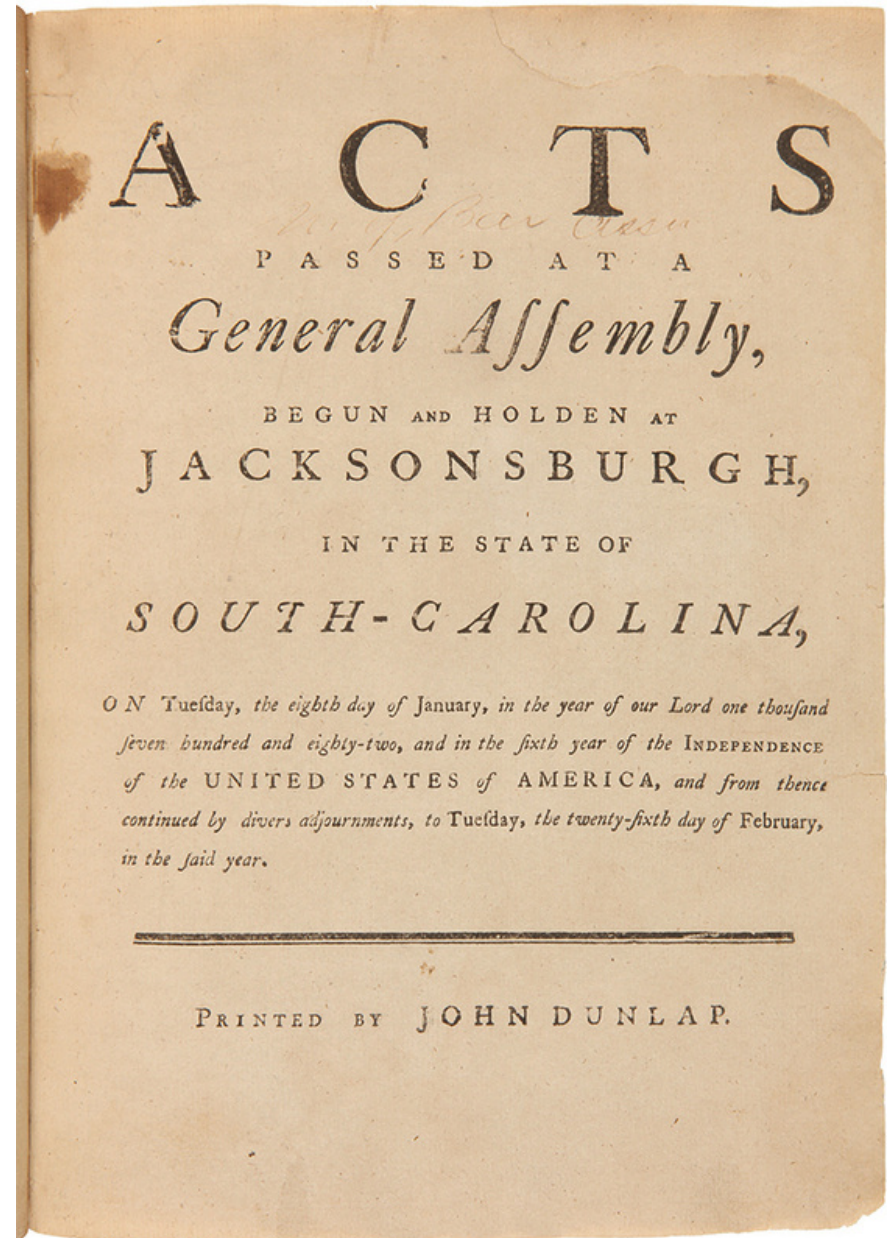 ACTS
PASSED AT A
General Aſſembly,
BEGUN AND HOLDEN AT
JACKSONSBURGH,
IN THE STATE OF
SOUTH-CAROLINA,
ON Tueſday, the eighth day of January, in the year of our Lord one thouſand
ſeven hundred and eighty-two, and in the ſixth year of the INDEPENDENCE
of the UNITED STATES of AMERICA, and from thence
continued by divers adjournments, to Tueſday, the twenty-ſixth day of February,
in the ſaid year.
PRINTED BY JOHN DUNLAP.